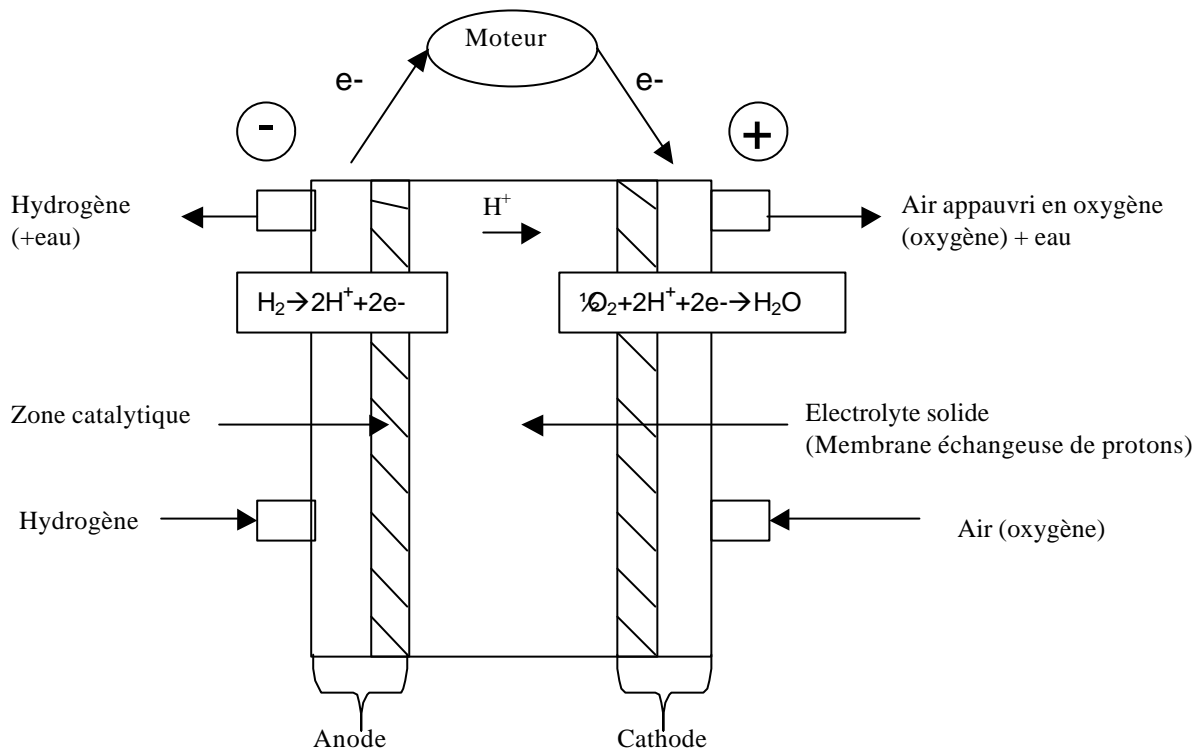 Moteur
e-
e-
-
+
Hydrogène
(+eau)
H⁺
Air appauvri en oxygène
(oxygène) + eau
H₂→2H⁺+2e-
½O₂+2H⁺+2e-→H₂O
Zone catalytique
Electrolyte solide
(Membrane échangeuse de protons)
Hydrogène
Air (oxygène)
Anode
Cathode